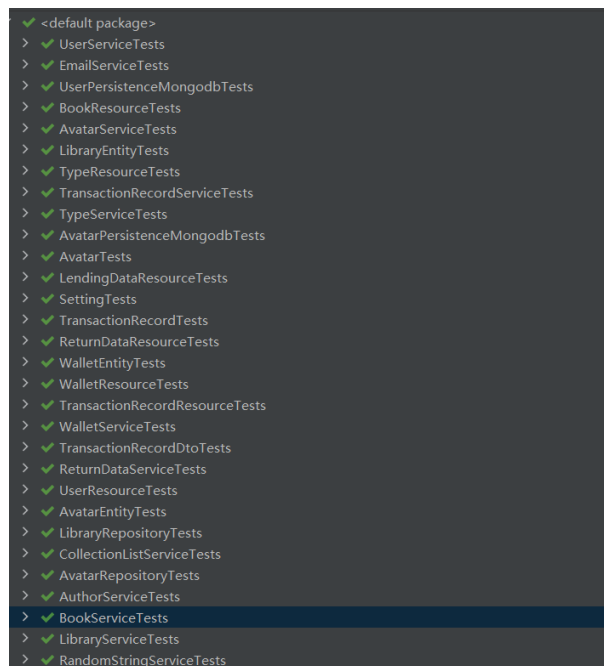 <default package>
UserServiceTests
EmailServiceTests
UserPersistenceMongodbTests
BookResourceTests
AvatarServiceTests
LibraryEntityTests
TypeResourceTests
TransactionRecordServiceTests
TypeServiceTests
AvatarPersistenceMongodbTests
AvatarTests
LendingDataResourceTests
SettingTests
TransactionRecordTests
ReturnDataResourceTests
WalletEntityTests
WalletResourceTests
TransactionRecordResourceTests
WalletServiceTests
TransactionRecordDtoTests
ReturnDataServiceTests
UserResourceTests
AvatarEntityTests
LibraryRepositoryTests
CollectionListServiceTests
AvatarRepositoryTests
AuthorServiceTests
BookServiceTests
LibraryServiceTests
RandomStringServiceTests